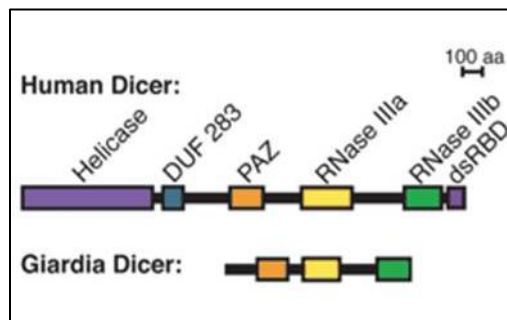 100 aa
Human Dicer:
Helicase
DUF 283
PAZ
RNase IIIa
RNase IIIb
dsRBD
Giardia Dicer: